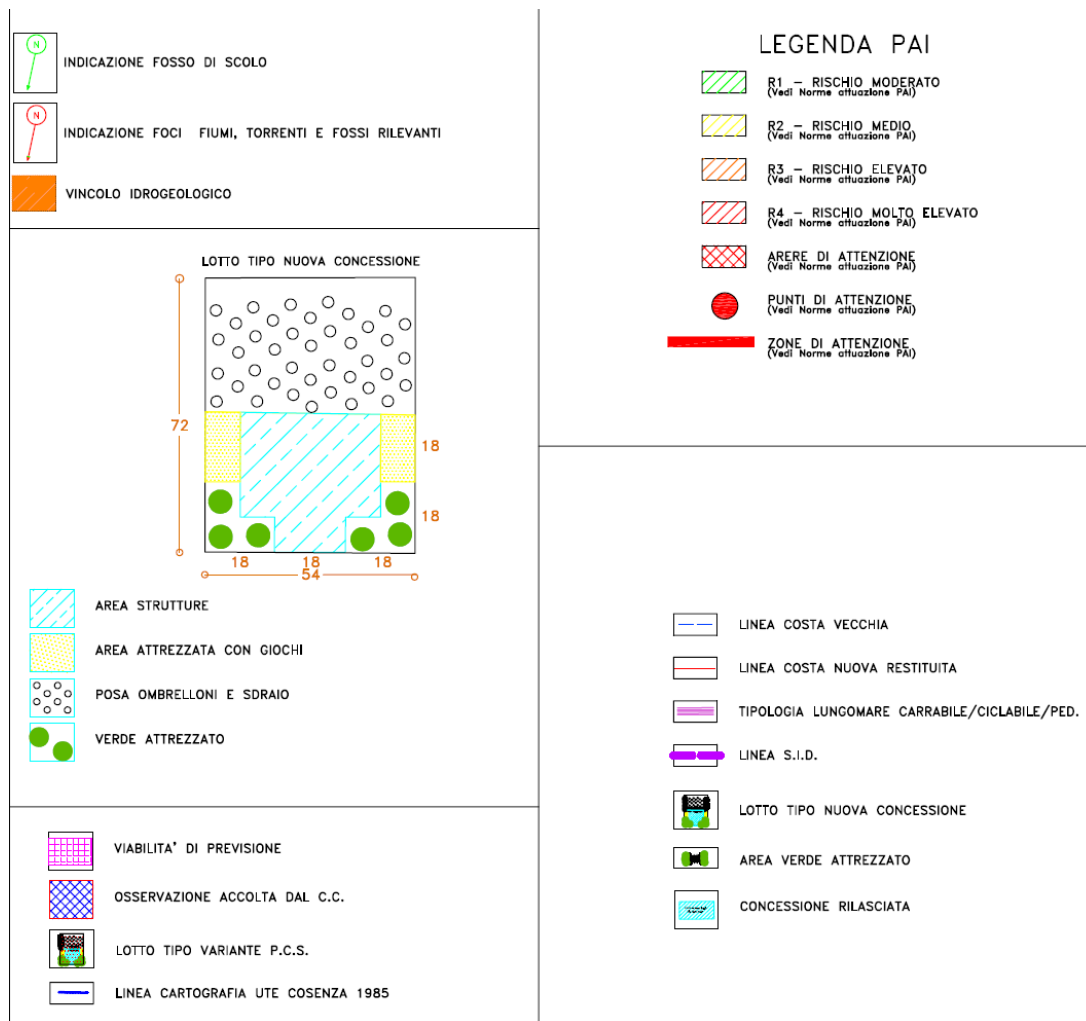 N
INDICAZIONE FOSSO DI SCOLO
N
INDICAZIONE FOCI FIUMI, TORRENTI E FOSSI RILEVANTI
VINCOLO IDROGEOLOGICO
LOTTO TIPO NUOVA CONCESSIONE
72
18
18
18 18 18
54
AREA STRUTTURE
AREA ATTREZZATA CON GIOCHI
POSA OMBRELLONI E SDRAIO
VERDE ATTREZZATO
VIABILITA' DI PREVISIONE
OSSERVAZIONE ACCOLTA DAL C.C.
LOTTO TIPO VARIANTE P.C.S.
LINEA CARTOGRAFIA UTE COSENZA 1985
LEGENDA PAI
R1 – RISCHIO MODERATO
(Vedi Norme attuazione PAI)
R2 – RISCHIO MEDIO
(Vedi Norme attuazione PAI)
R3 – RISCHIO ELEVATO
(Vedi Norme attuazione PAI)
R4 – RISCHIO MOLTO ELEVATO
(Vedi Norme attuazione PAI)
ARERE DI ATTENZIONE
(Vedi Norme attuazione PAI)
PUNTI DI ATTENZIONE
(Vedi Norme attuazione PAI)
ZONE DI ATTENZIONE
(Vedi Norme attuazione PAI)
LINEA COSTA VECCHIA
LINEA COSTA NUOVA RESTITUITA
TIPOLOGIA LUNGOMARE CARRABILE/CICLABILE/PED.
LINEA S.I.D.
LOTTO TIPO NUOVA CONCESSIONE
AREA VERDE ATTREZZATO
CONCESSIONE RILASCIATA